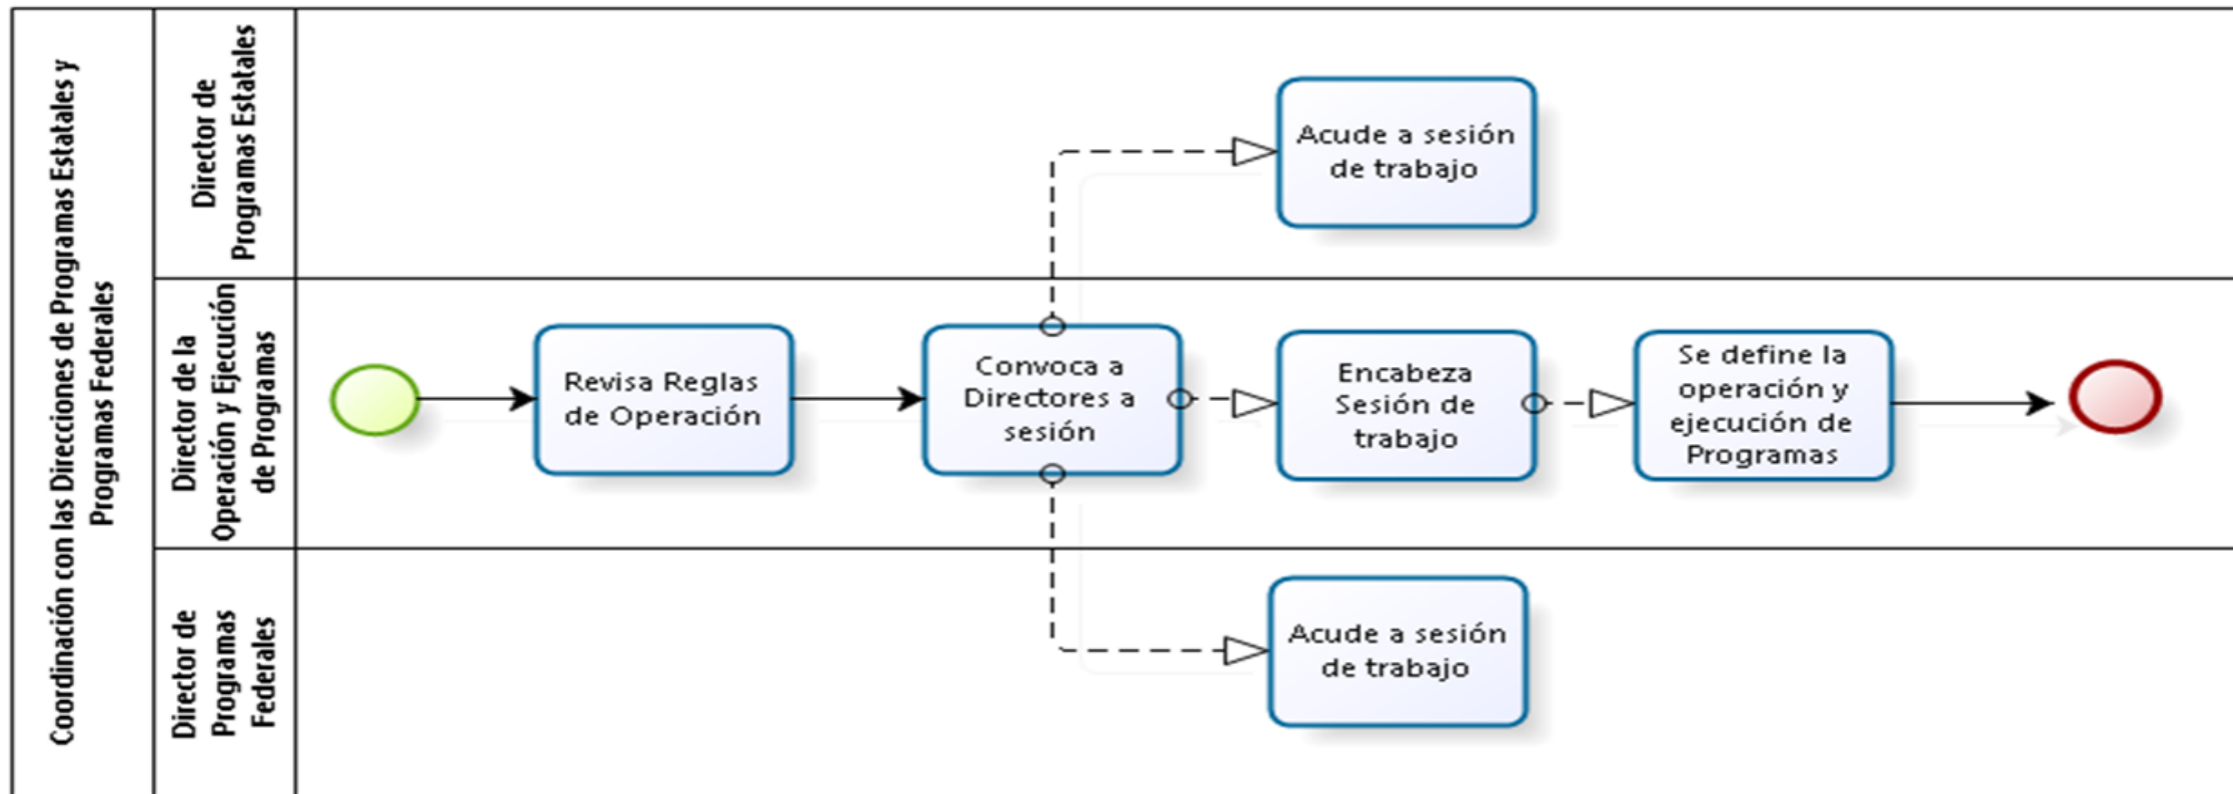 Coordinación con las Direcciones de Programas Estatales y
Programas Federales
Director de
Programas Estatales
Acude a sesión
de trabajo
Director de la
Operación y Ejecución
de Programas
Revisa Reglas
de Operación
Convoca a
Directores a
sesión
Encabeza
Sesión de
trabajo
Se define la
operación y
ejecución de
Programas
Director de
Programas
Federales
Acude a sesión
de trabajo